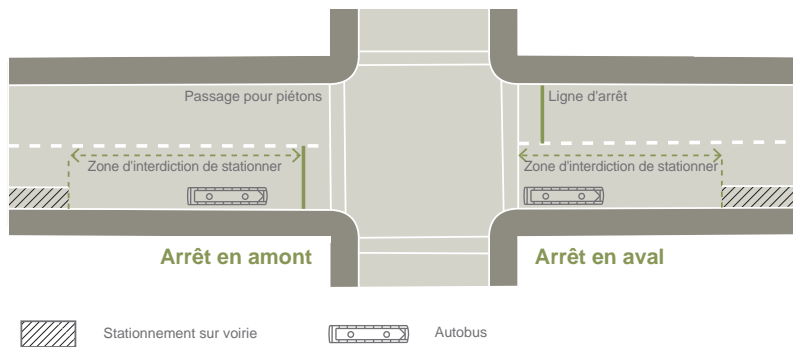 Passage pour piétons
Ligne d'arrêt
Zone d'interdiction de stationner
Zone d'interdiction de stationner
Arrêt en amont
Arrêt en aval
Stationnement sur voirie
Autobus